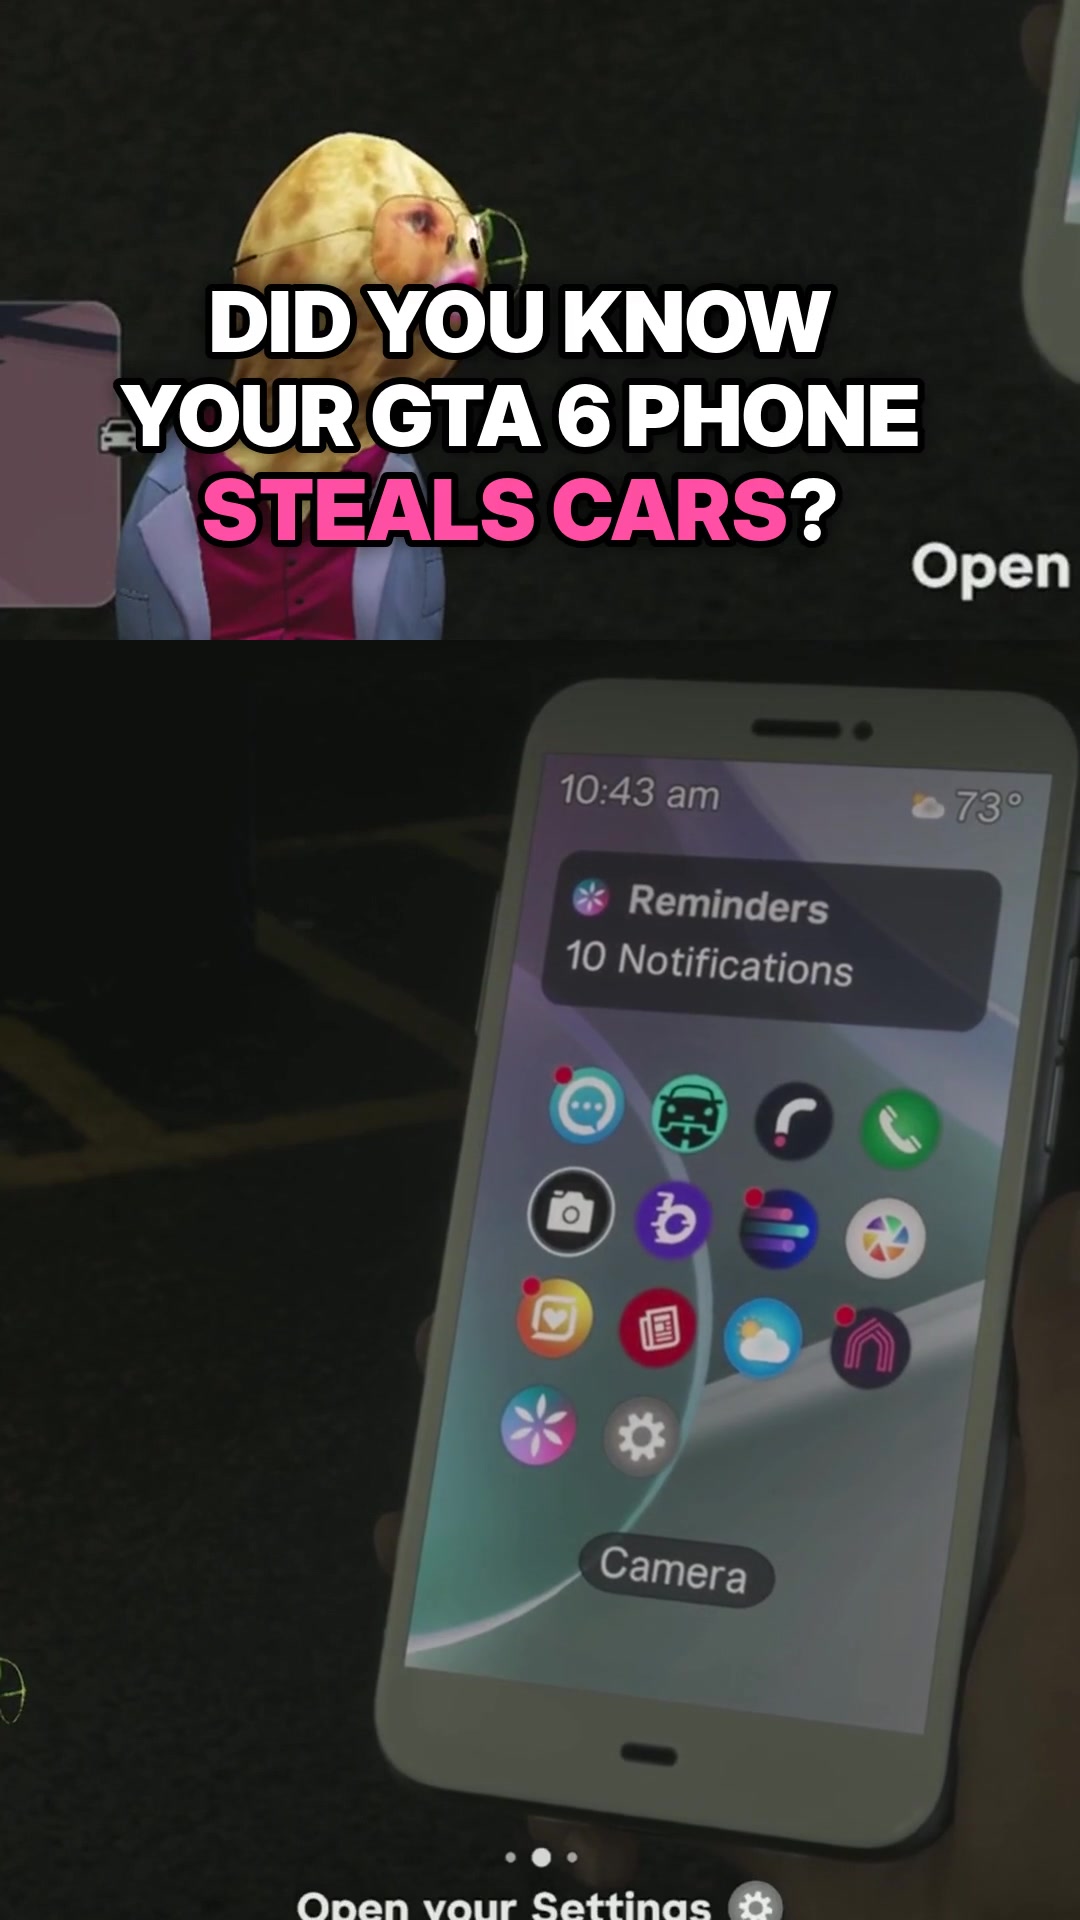 DID YOU KNOW
YOUR GTA 6 PHONE
STEALS CARS?
Open
10:43 am
73°
Reminders
10 Notifications
Camera
Open your Settings